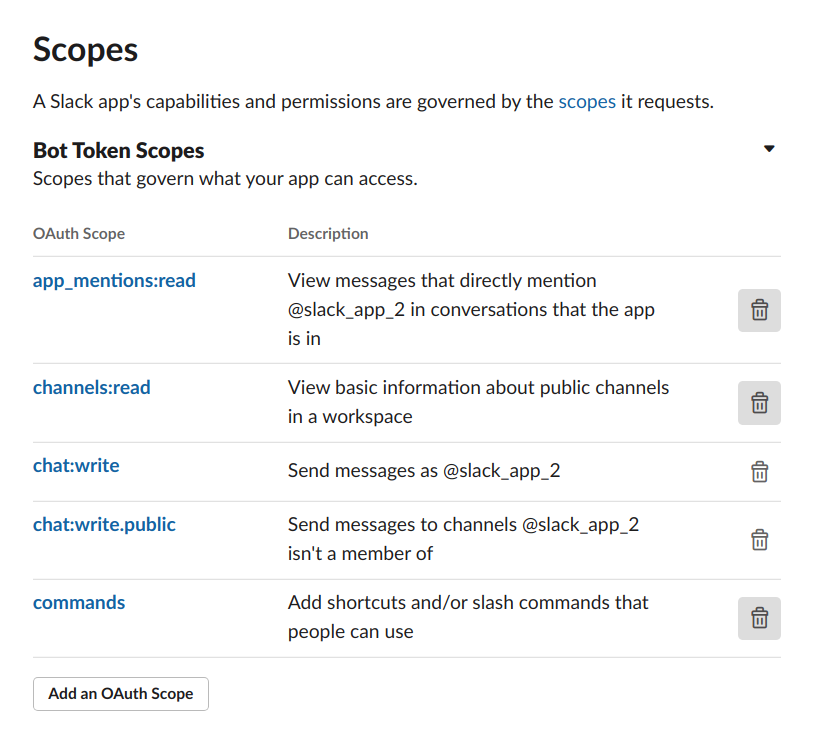 Scopes
A Slack app's capabilities and permissions are governed by the scopes it requests.
Bot Token Scopes
Scopes that govern what your app can access.
OAuth Scope Description
app_mentions:read View messages that directly mention
@slack_app_2 in conversations that the app
is in
channels:read View basic information about public channels
in a workspace
chat:write Send messages as @slack_app_2
chat:write.public Send messages to channels @slack_app_2
isn't a member of
commands Add shortcuts and/or slash commands that
people can use
Add an OAuth Scope